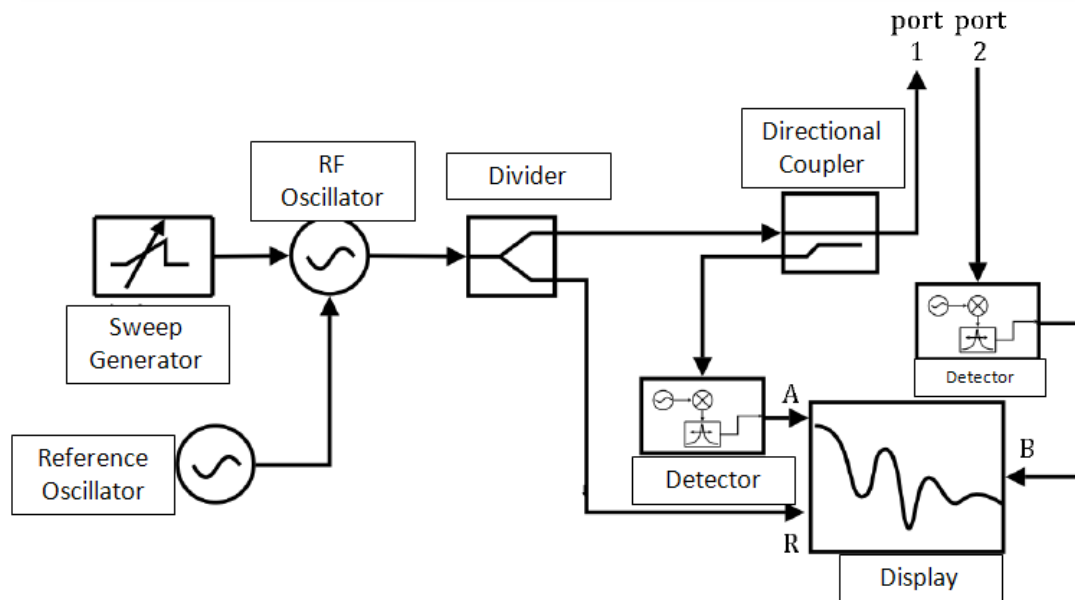 port port
1 2
Directional
Coupler
RF
Oscillator
Divider
Sweep
Generator
Detector
A
Reference
Oscillator
Detector
B
R
Display